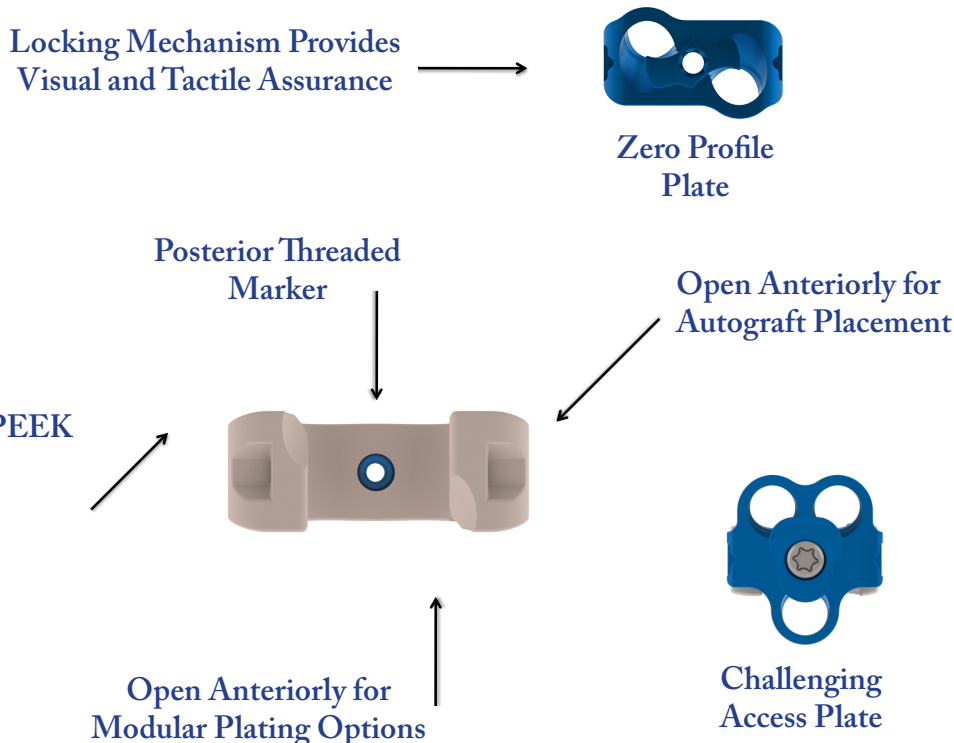 Locking Mechanism Provides
Visual and Tactile Assurance
Zero Profile
Plate
Posterior Threaded
Marker
Open Anteriorly for
Autograft Placement
PEEK
Open Anteriorly for
Modular Plating Options
Challenging
Access Plate